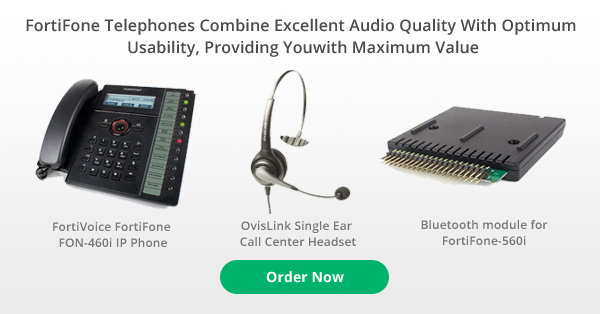 FortiFone Telephones Combine Excellent Audio Quality With Optimum
Usability, Providing Youwith Maximum Value
FORTINET
FortiVoice FortiFone
FON-460i IP Phone
OvisLink Single Ear
Call Center Headset
Bluetooth module for
FortiFone-560i
Order Now